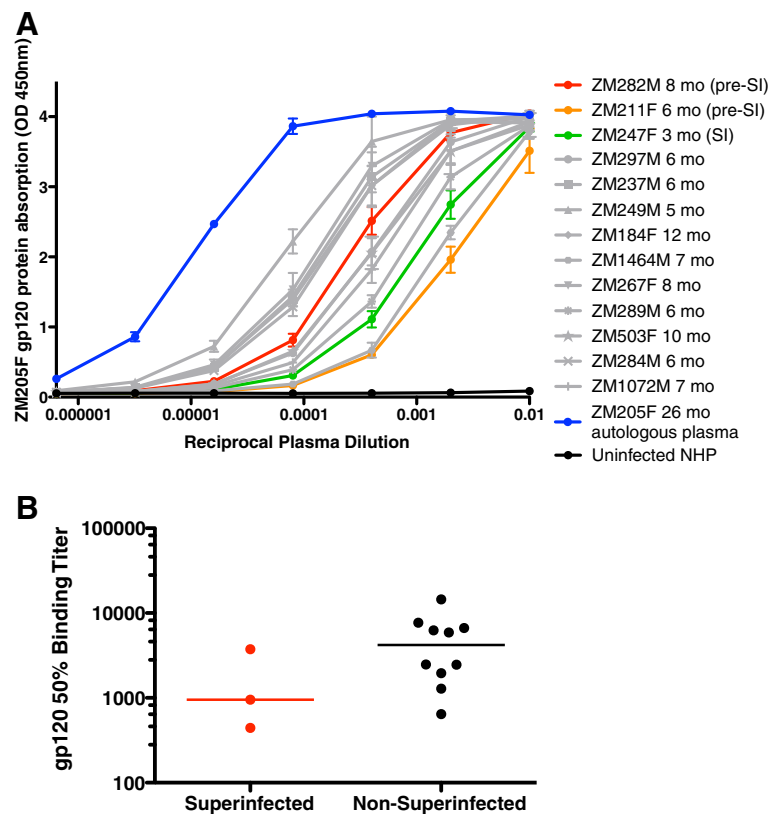 A
ZM205F gp120 protein absorption (OD 450nm)
4
3
2
1
0
0.000001
0.00001
0.0001
0.001
0.01
Reciprocal Plasma Dilution
ZM282M 8 mo (pre-SI)
ZM211F 6 mo (pre-SI)
ZM247F 3 mo (SI)
ZM297M 6 mo
ZM237M 6 mo
ZM249M 5 mo
ZM184F 12 mo
ZM1464M 7 mo
ZM267F 8 mo
ZM289M 6 mo
ZM503F 10 mo
ZM284M 6 mo
ZM1072M 7 mo
ZM205F 26 mo
autologous plasma
Uninfected NHP
B
gp120 50% Binding Titer
100000
10000
1000
100
Superinfected
Non-Superinfected